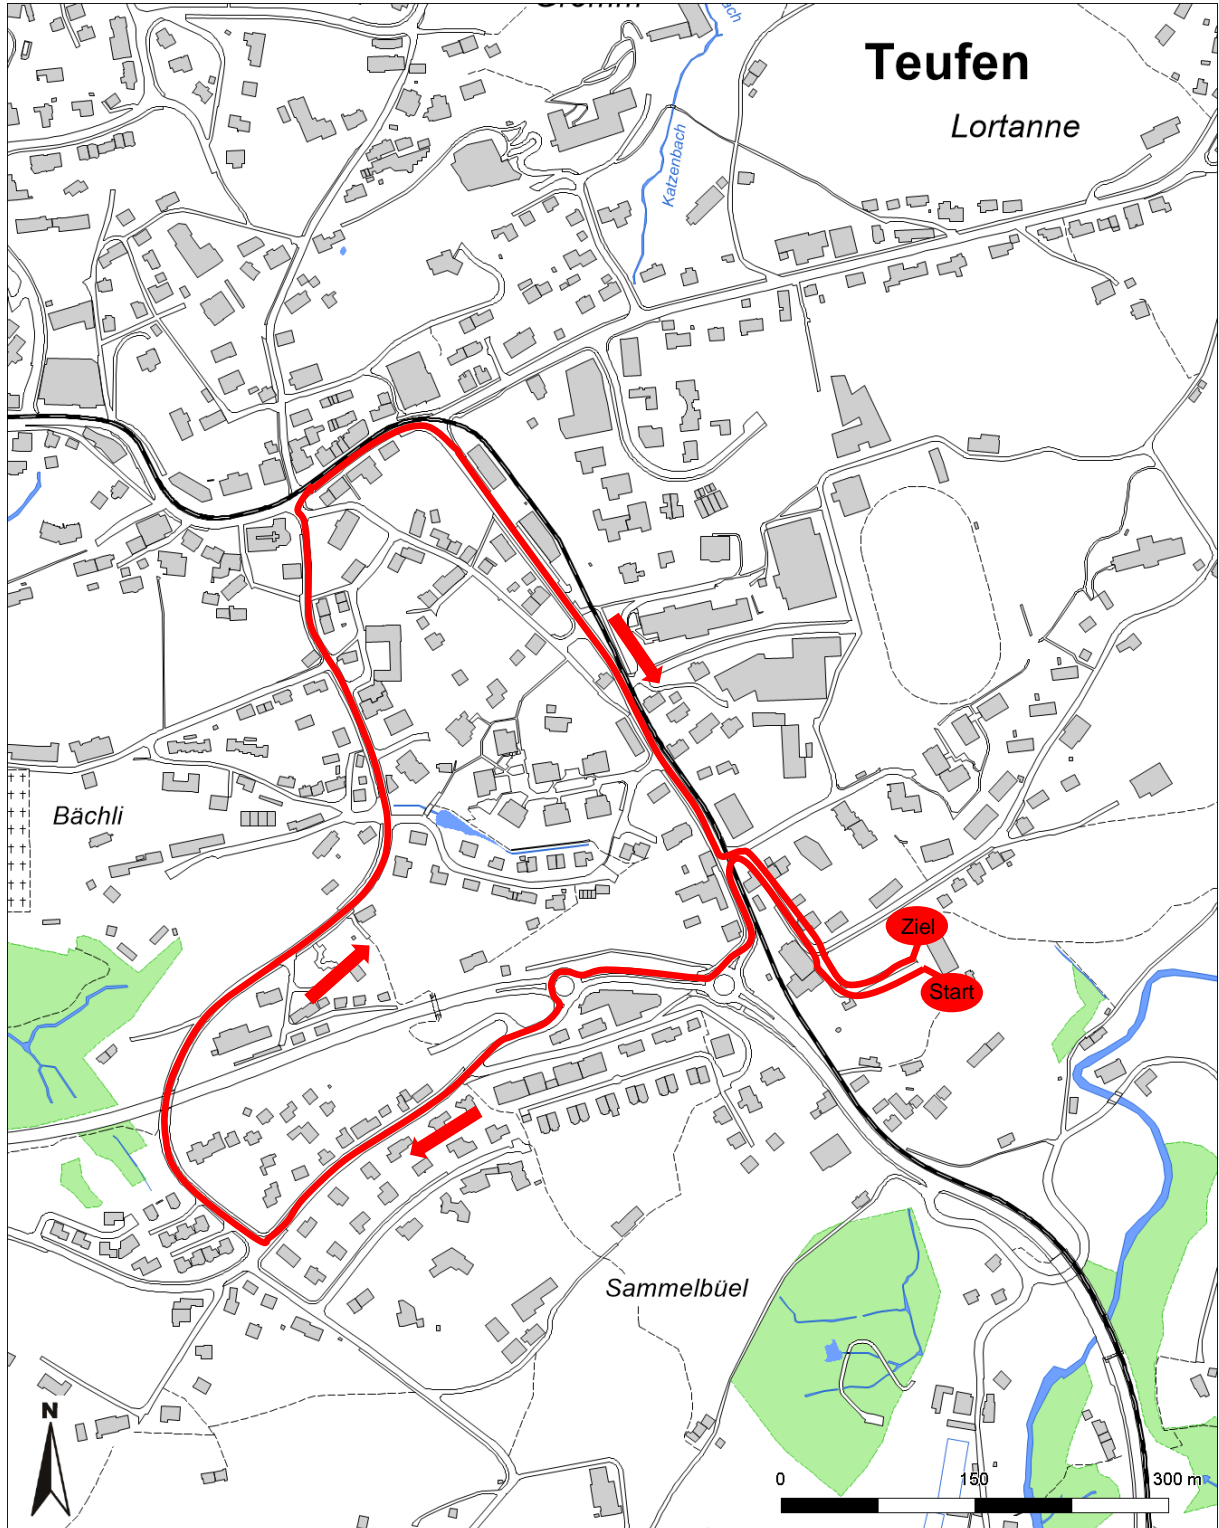 Teufen
Lortanne
Katzenbach
Bächli
Ziel
Start
Sammelbüel
N
0 150 300 m